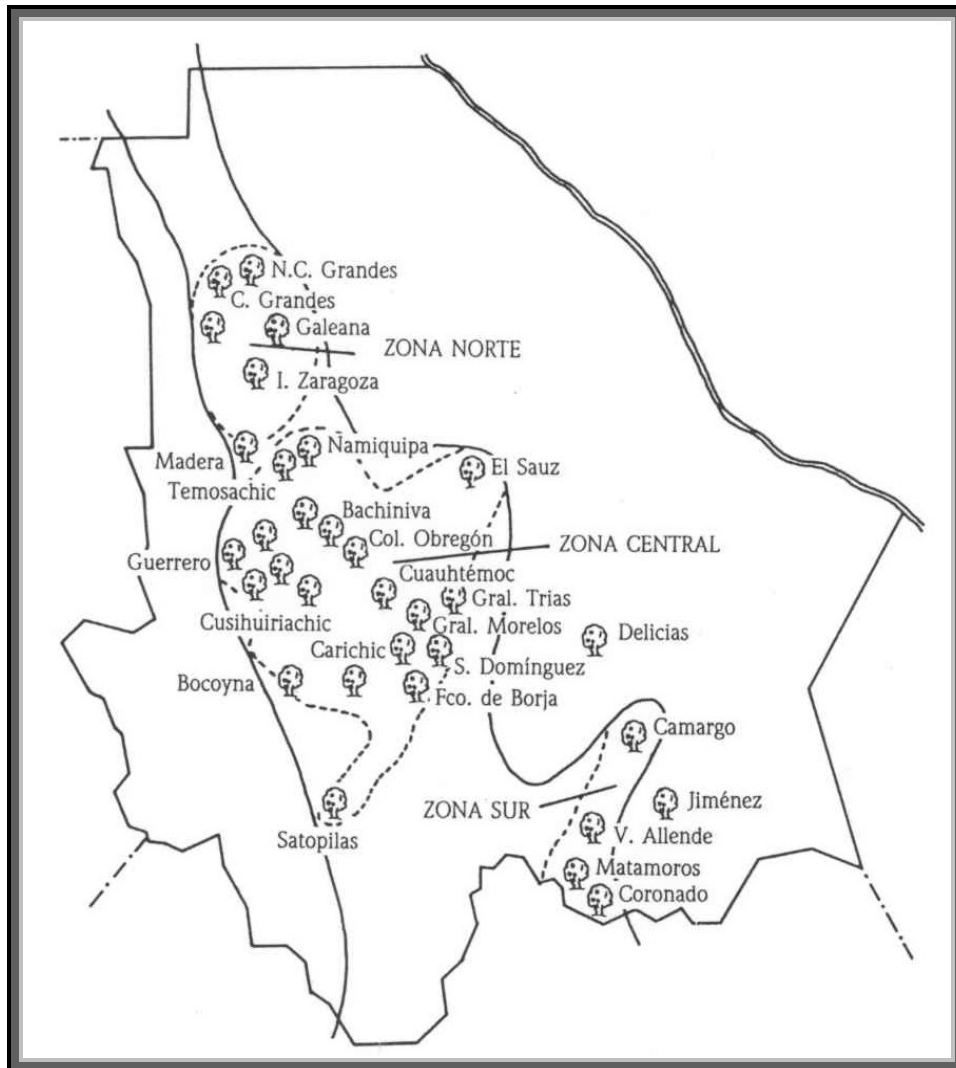 N.C. Grandes
C. Grandes
Galeana
ZONA NORTE
I. Zaragoza
Namiquipa
Madera
El Sauz
Temosachic
Bachiniva
Col. Obregón
ZONA CENTRAL
Guerrero
Cuauhtémoc
Gral. Trias
Cusihuiriachic
Gral. Morelos
Delicias
Carichic
S. Domínguez
Bocoyna
Fco. de Borja
Camargo
Jiménez
ZONA SUR
V. Allende
Satopilas
Matamoros
Coronado